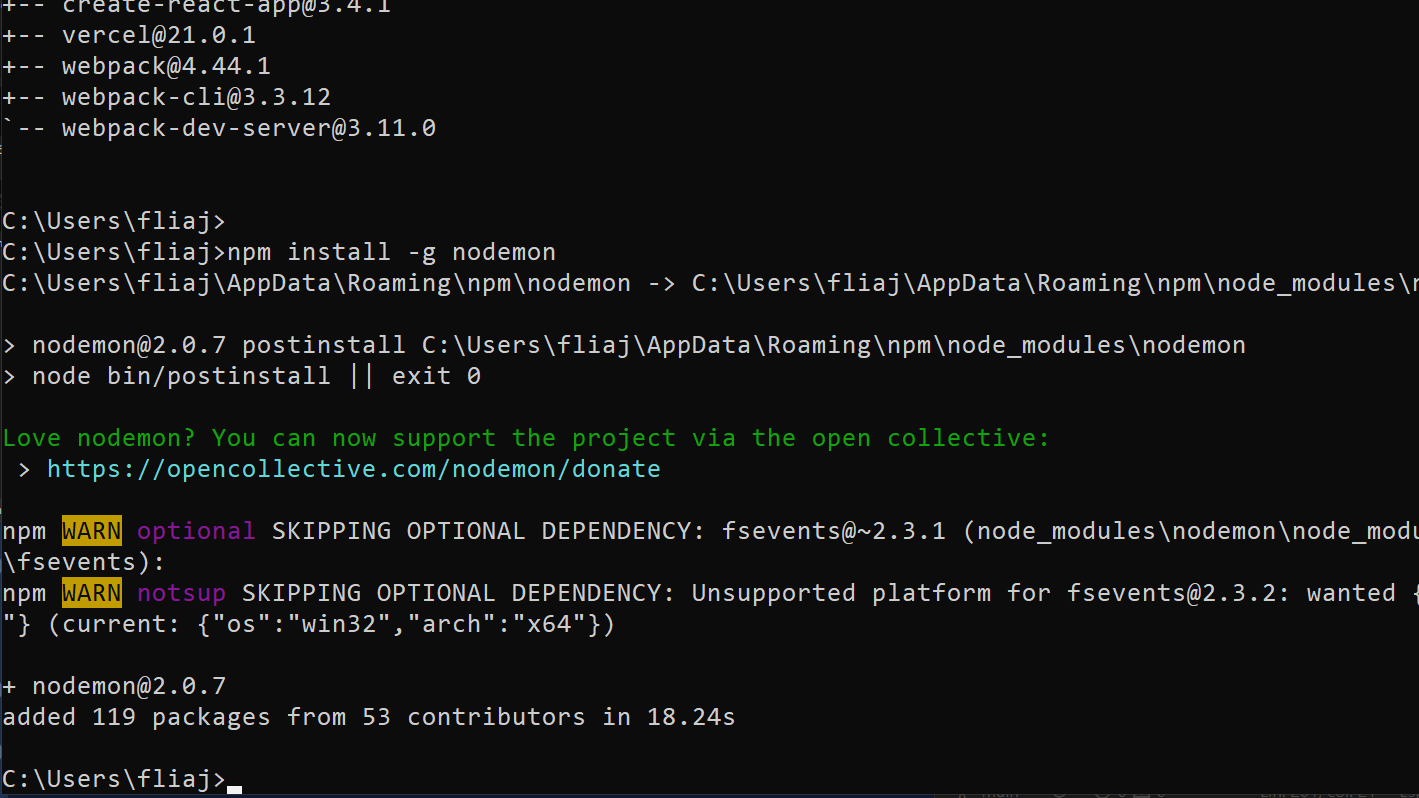 +-- create-react-app@3.4.1
+-- vercel@21.0.1
+-- webpack@4.44.1
+-- webpack-cli@3.3.12
`-- webpack-dev-server@3.11.0
C:\Users\fliaj>
C:\Users\fliaj>npm install -g nodemon
C:\Users\fliaj\AppData\Roaming\npm\nodemon -> C:\Users\fliaj\AppData\Roaming\npm\node_modules\
> nodemon@2.0.7 postinstall C:\Users\fliaj\AppData\Roaming\npm\node_modules\nodemon
> node bin/postinstall || exit 0
Love nodemon? You can now support the project via the open collective:
> https://opencollective.com/nodemon/donate
npm WARN optional SKIPPING OPTIONAL DEPENDENCY: fsevents@~2.3.1 (node_modules\nodemon\node_modu
\fsevents):
npm WARN notsup SKIPPING OPTIONAL DEPENDENCY: Unsupported platform for fsevents@2.3.2: wanted {
"} (current: {"os":"win32","arch":"x64"})
+ nodemon@2.0.7
added 119 packages from 53 contributors in 18.24s
C:\Users\fliaj>